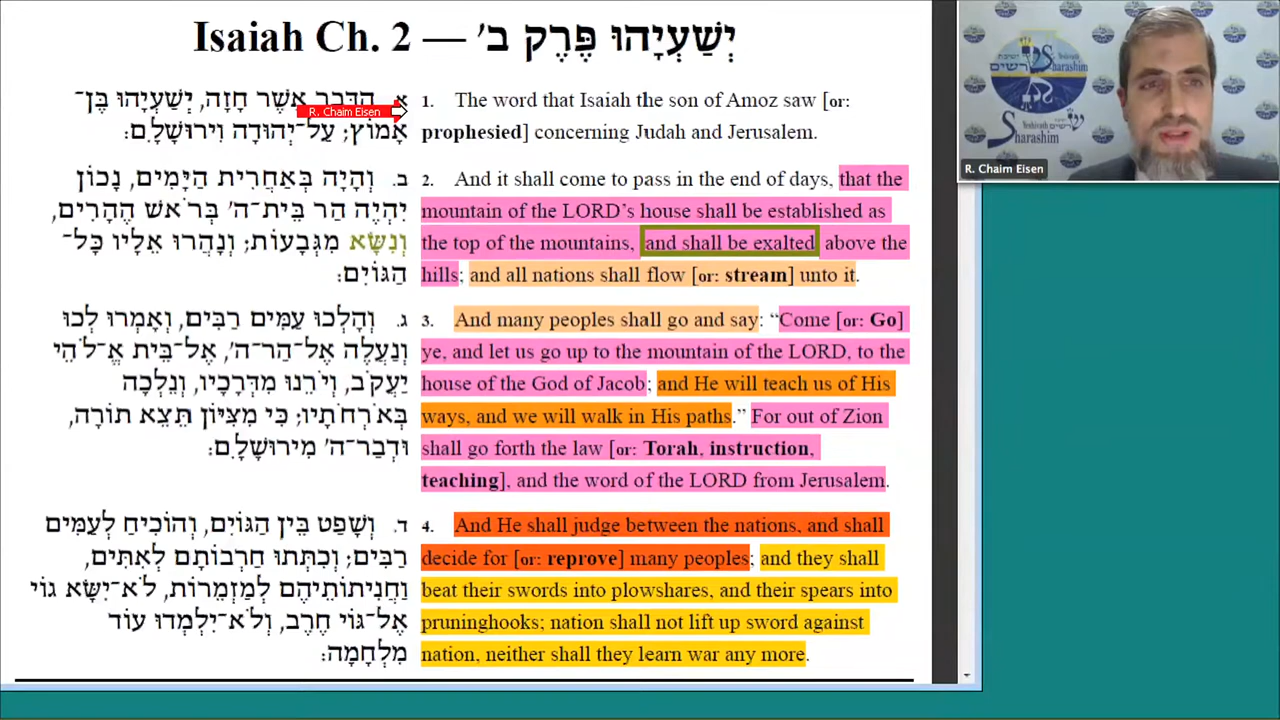 Isaiah Ch. 2 — יְשַׁעְיָהוּ פֶּרֶק ב׳
א. הַדָּבָר אֲשֶׁר חָזָה, יְשַׁעְיָהוּ בֶּן־
אָמוֹץ; עַל־יְהוּדָה וִירוּשָׁלִָם:
1. The word that Isaiah the son of Amoz saw [or:
prophesied] concerning Judah and Jerusalem.
R. Chaim Eisen
ב. וְהָיָה בְּאַחֲרִית הַיָּמִים, נָכוֹן
יִהְיֶה הַר בֵּית־ה׳ בְּרֹאשׁ הֶהָרִים,
וְנִשָּׂא מִגְּבָעוֹת; וְנָהֲרוּ אֵלָיו כָּל־
הַגּוֹיִם:
2. And it shall come to pass in the end of days, that the
mountain of the LORD’s house shall be established as
the top of the mountains, and shall be exalted above the
hills; and all nations shall flow [or: stream] unto it.
ג. וְהָלְכוּ עַמִּים רַבִּים, וְאָמְרוּ לְכוּ
וְנַעֲלֶה אֶל־הַר־ה׳, אֶל־בֵּית אֱ־לֹהֵי
יַעֲקֹב, וְיֹרֵנוּ מִדְּרָכָיו, וְנֵלְכָה
בְּאֹרְחֹתָיו; כִּי מִצִּיּוֹן תֵּצֵא תוֹרָה,
וּדְבַר־ה׳ מִירוּשָׁלִָם:
3. And many peoples shall go and say: “Come [or: Go]
ye, and let us go up to the mountain of the LORD, to the
house of the God of Jacob; and He will teach us of His
ways, and we will walk in His paths.” For out of Zion
shall go forth the law [or: Torah, instruction,
teaching], and the word of the LORD from Jerusalem.
ד. וְשָׁפַט בֵּין הַגּוֹיִם, וְהוֹכִיחַ לְעַמִּים
רַבִּים; וְכִתְּתוּ חַרְבוֹתָם לְאִתִּים,
וַחֲנִיתוֹתֵיהֶם לְמַזְמֵרוֹת, לֹא־יִשָּׂא גוֹי
אֶל־גּוֹי חֶרֶב, וְלֹא־יִלְמְדוּ עוֹד
מִלְחָמָה:
4. And He shall judge between the nations, and shall
decide for [or: reprove] many peoples; and they shall
beat their swords into plowshares, and their spears into
pruninghooks; nation shall not lift up sword against
nation, neither shall they learn war any more.
Sharashim
שרשים
Yeshivath
Sharashim
R. Chaim Eisen